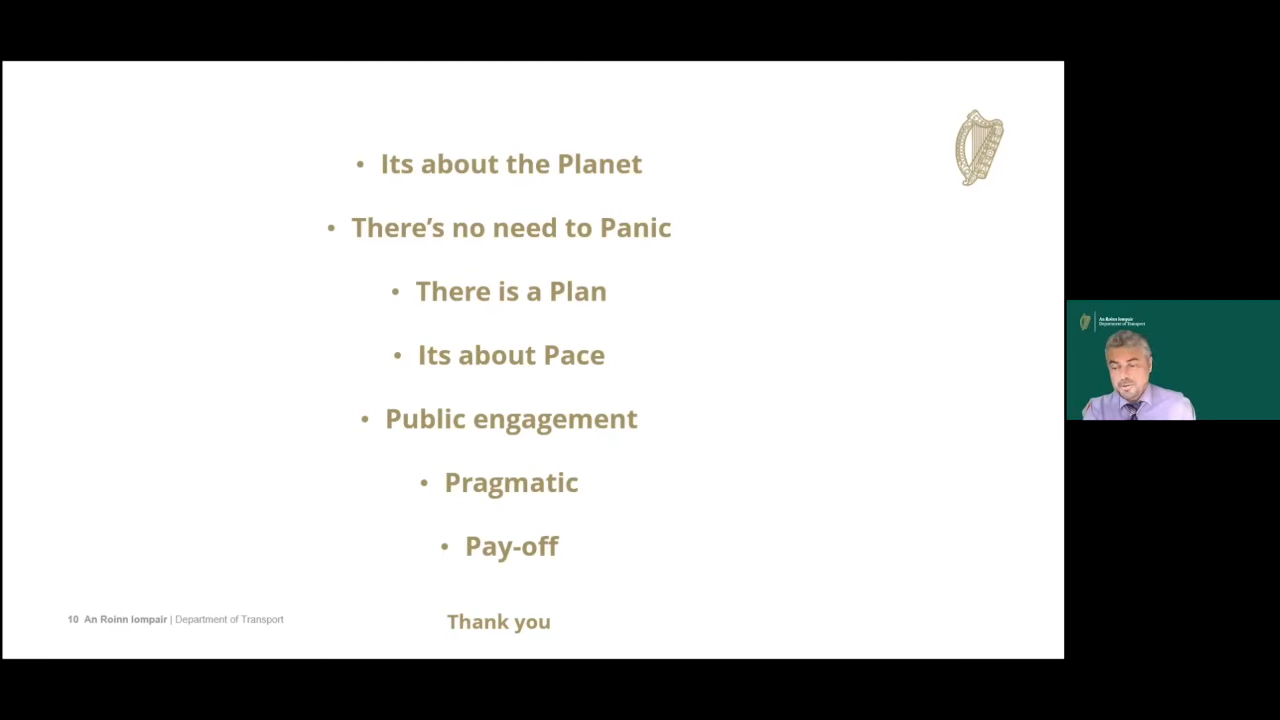 • Its about the Planet
• There’s no need to Panic
• There is a Plan
• Its about Pace
• Public engagement
• Pragmatic
• Pay-off
Thank you
10 An Roinn Iompair | Department of Transport
An Roinn Iompair
Department of Transport